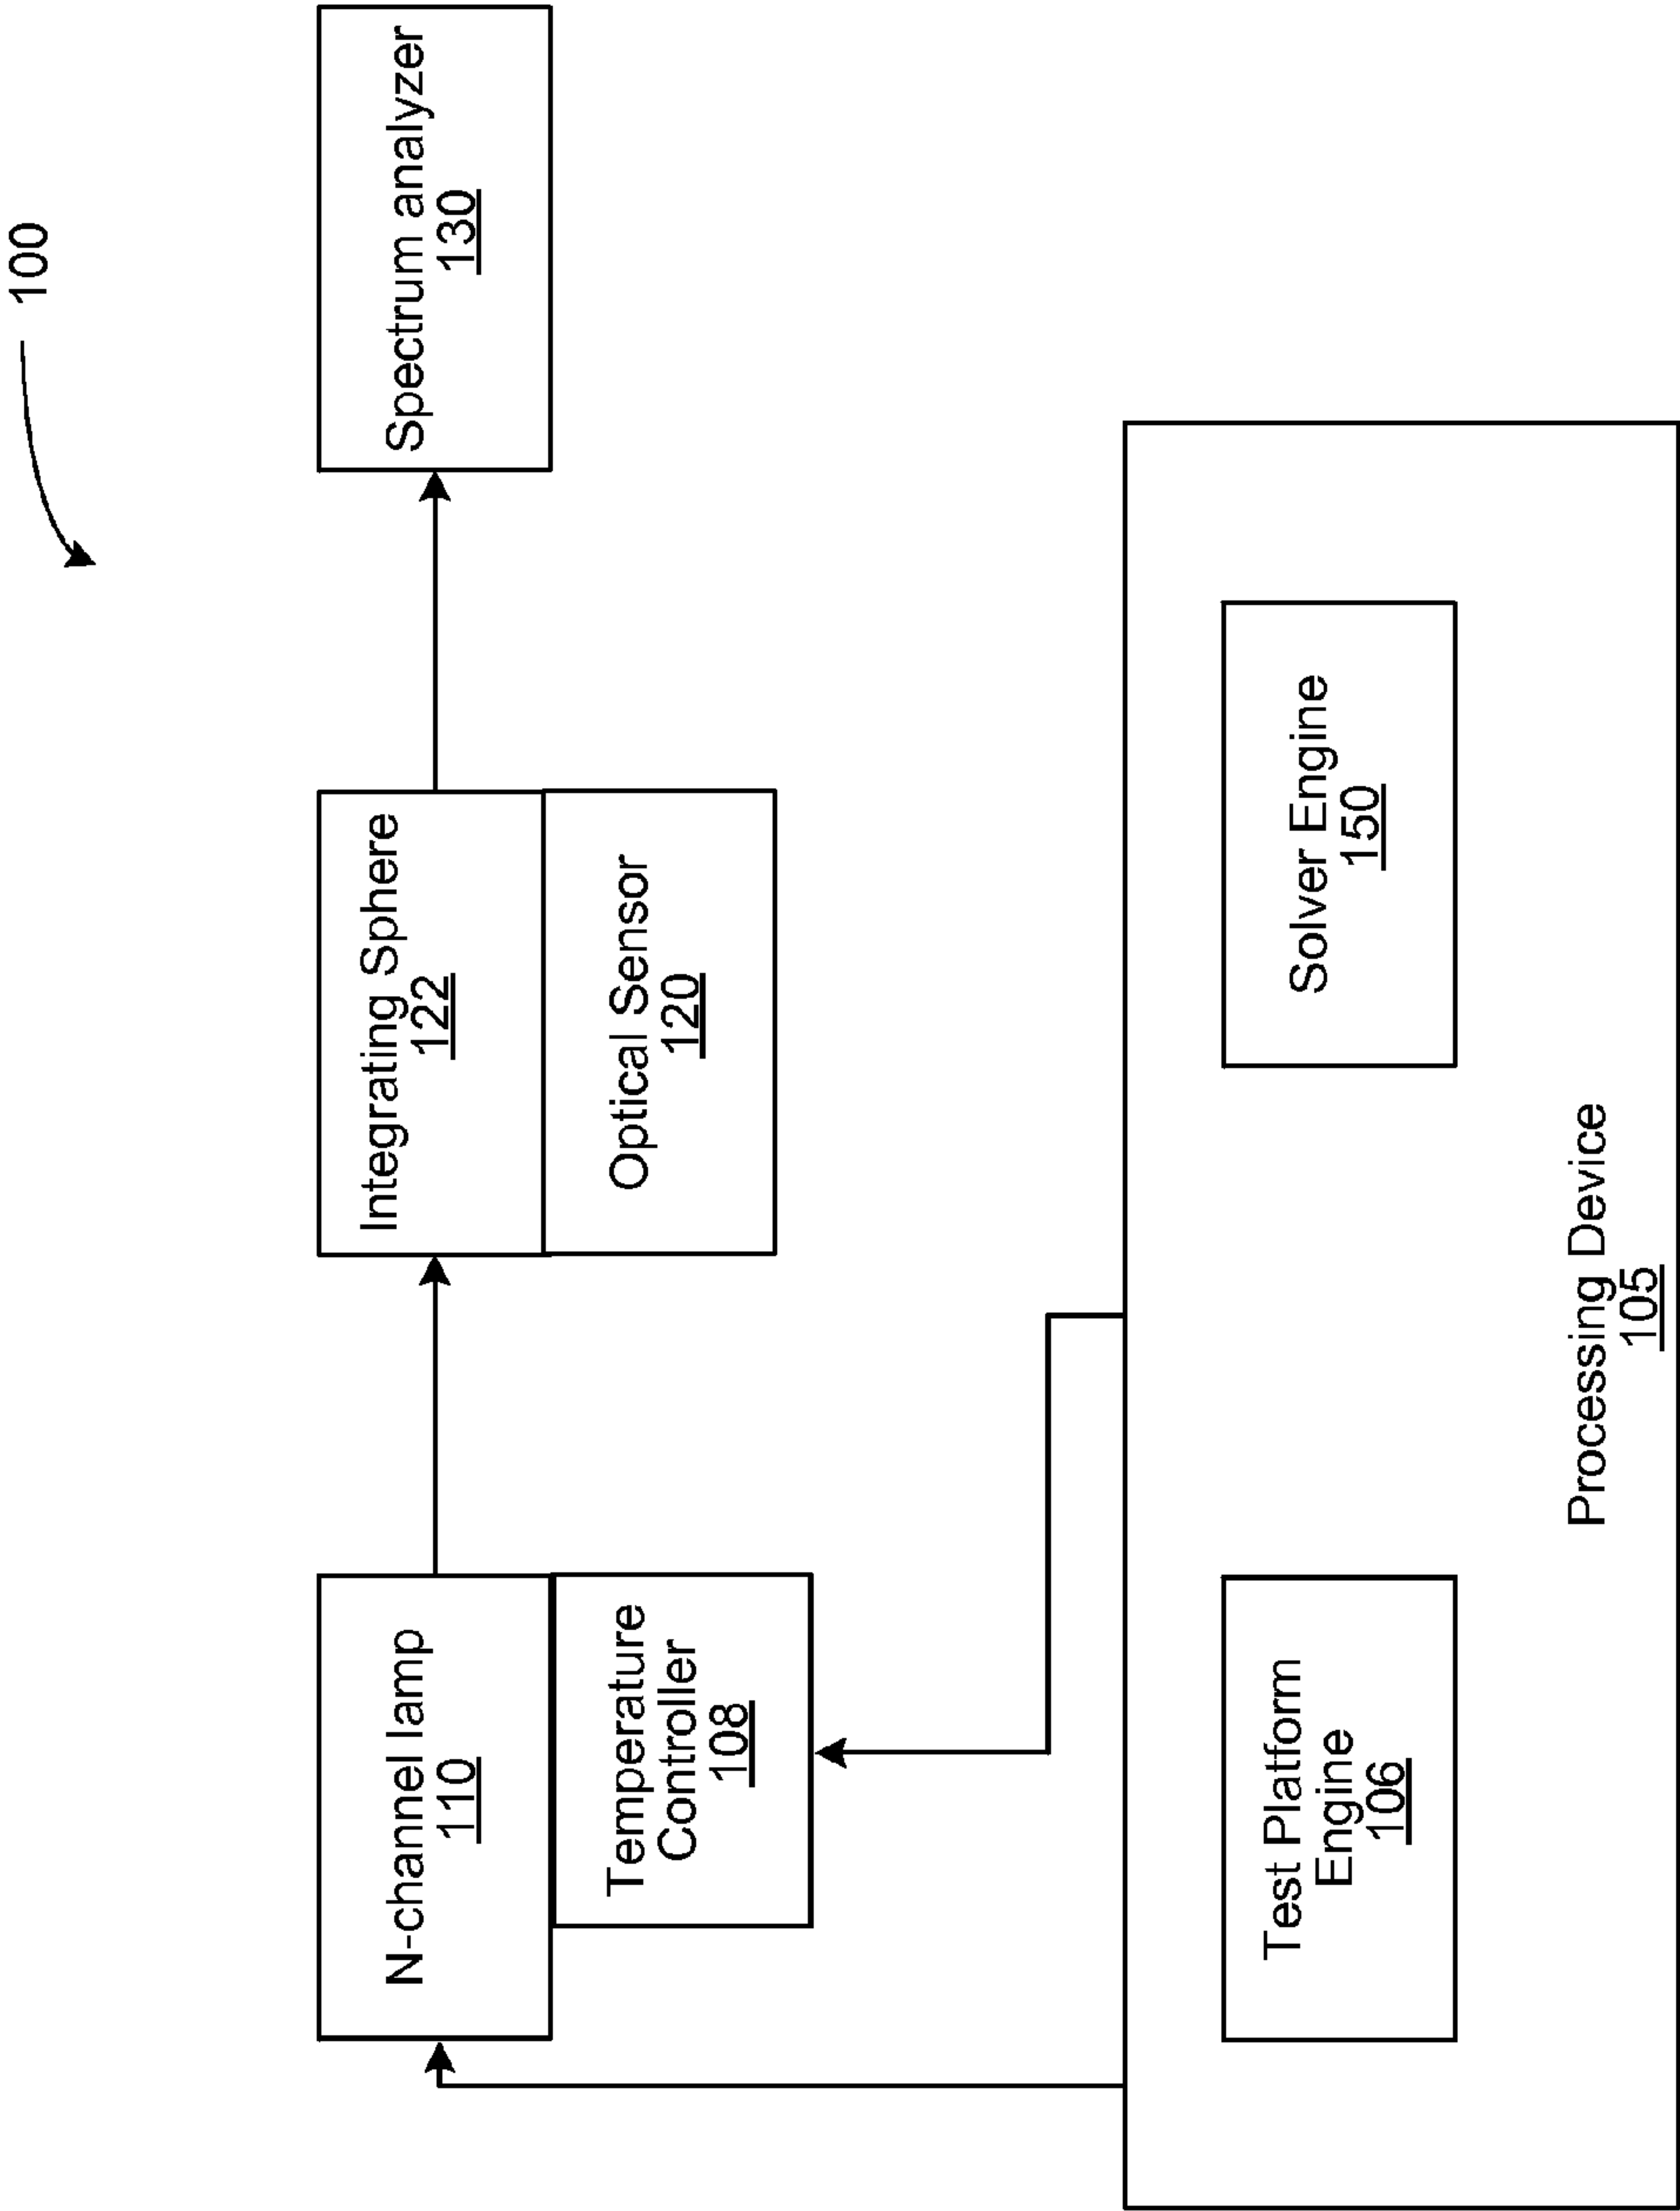 100
N-channel lamp
110
Integrating Sphere
122
Spectrum analyzer
130
Temperature
Controller
108
Optical Sensor
120
Test Platform
Engine
106
Solver Engine
150
Processing Device
105